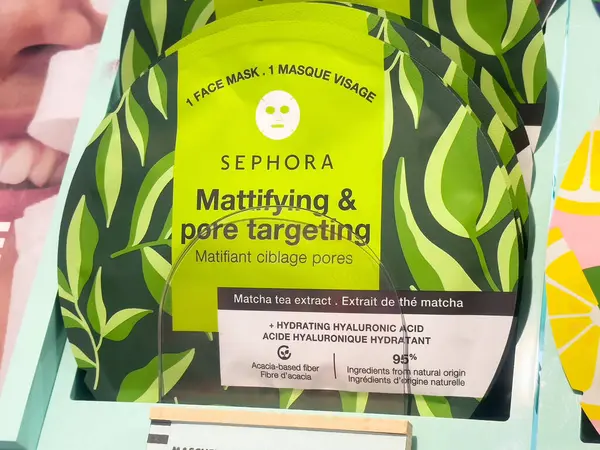 1 FACE MASK . 1 MASQUE VISAGE
SEPHORA
Mattifying &
pore targeting
Matifiant ciblage pores
Matcha tea extract . Extrait de thé matcha
+ HYDRATING HYALURONIC ACID
ACIDE HYALURONIQUE HYDRATANT
Acacia-based fiber
Fibre d'acacia
95%
Ingredients from natural origin
Ingrédients d'origine naturelle